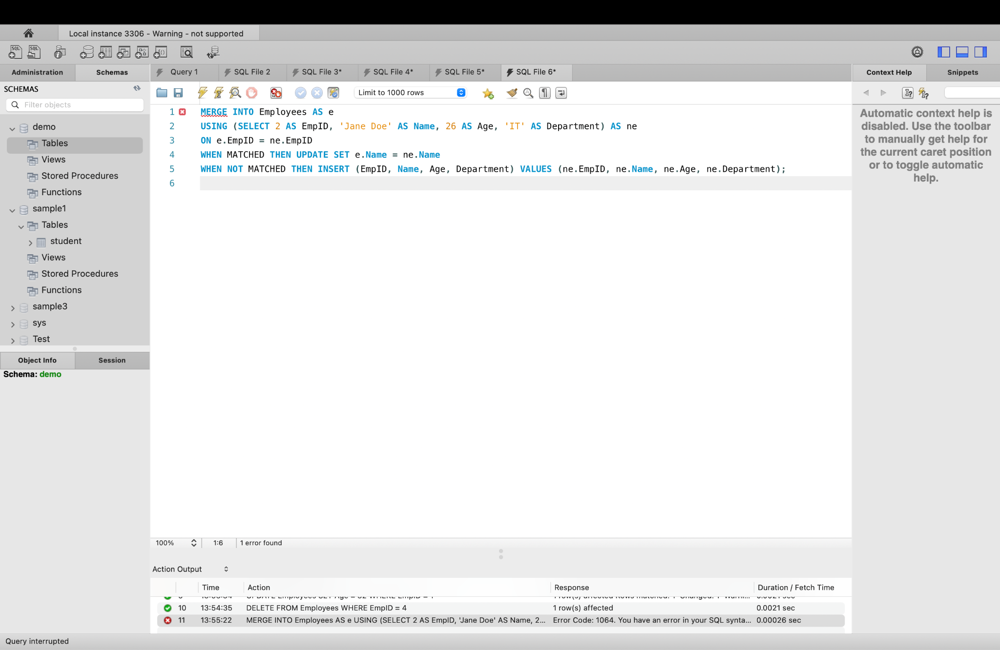 Local instance 3306 - Warning - not supported
Administration
Schemas
Query 1
SQL File 2
SQL File 3*
SQL File 4*
SQL File 5*
SQL File 6*
Context Help
Snippets
SCHEMAS
Filter objects
Limit to 1000 rows
demo
Tables
Views
Stored Procedures
Functions
sample1
Tables
student
Views
Stored Procedures
Functions
sample3
sys
Test
Object Info
Session
Schema: demo
1 MERGE INTO Employees AS e
2 USING (SELECT 2 AS EmpID, 'Jane Doe' AS Name, 26 AS Age, 'IT' AS Department) AS ne
3 ON e.EmpID = ne.EmpID
4 WHEN MATCHED THEN UPDATE SET e.Name = ne.Name
5 WHEN NOT MATCHED THEN INSERT (EmpID, Name, Age, Department) VALUES (ne.EmpID, ne.Name, ne.Age, ne.Department);
6
Automatic context help is
disabled. Use the toolbar
to manually get help for
the current caret position
or to toggle automatic
help.
100%
1:6
1 error found
Action Output
Time Action Response Duration / Fetch Time
10 13:54:35 DELETE FROM Employees WHERE EmpID = 4 1 row(s) affected 0.0021 sec
11 13:55:22 MERGE INTO Employees AS e USING (SELECT 2 AS EmpID, 'Jane Doe' AS Name, 2... Error Code: 1064. You have an error in your SQL synta... 0.00026 sec
Query interrupted